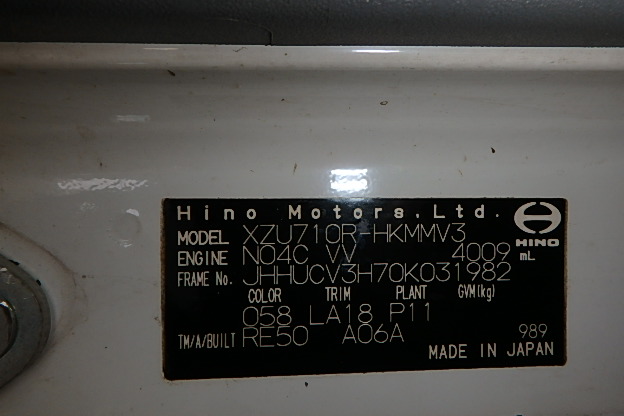 Hino Motors, Ltd.
HINO
MODEL XZU710R-HKMMV3
ENGINE N04C VV 4009 mL
FRAME No. JHHUCV3H70K031982
COLOR TRIM PLANT GVM(kg)
058 LA18 P11
TM/A/BUILT RE50 A06A 989
MADE IN JAPAN